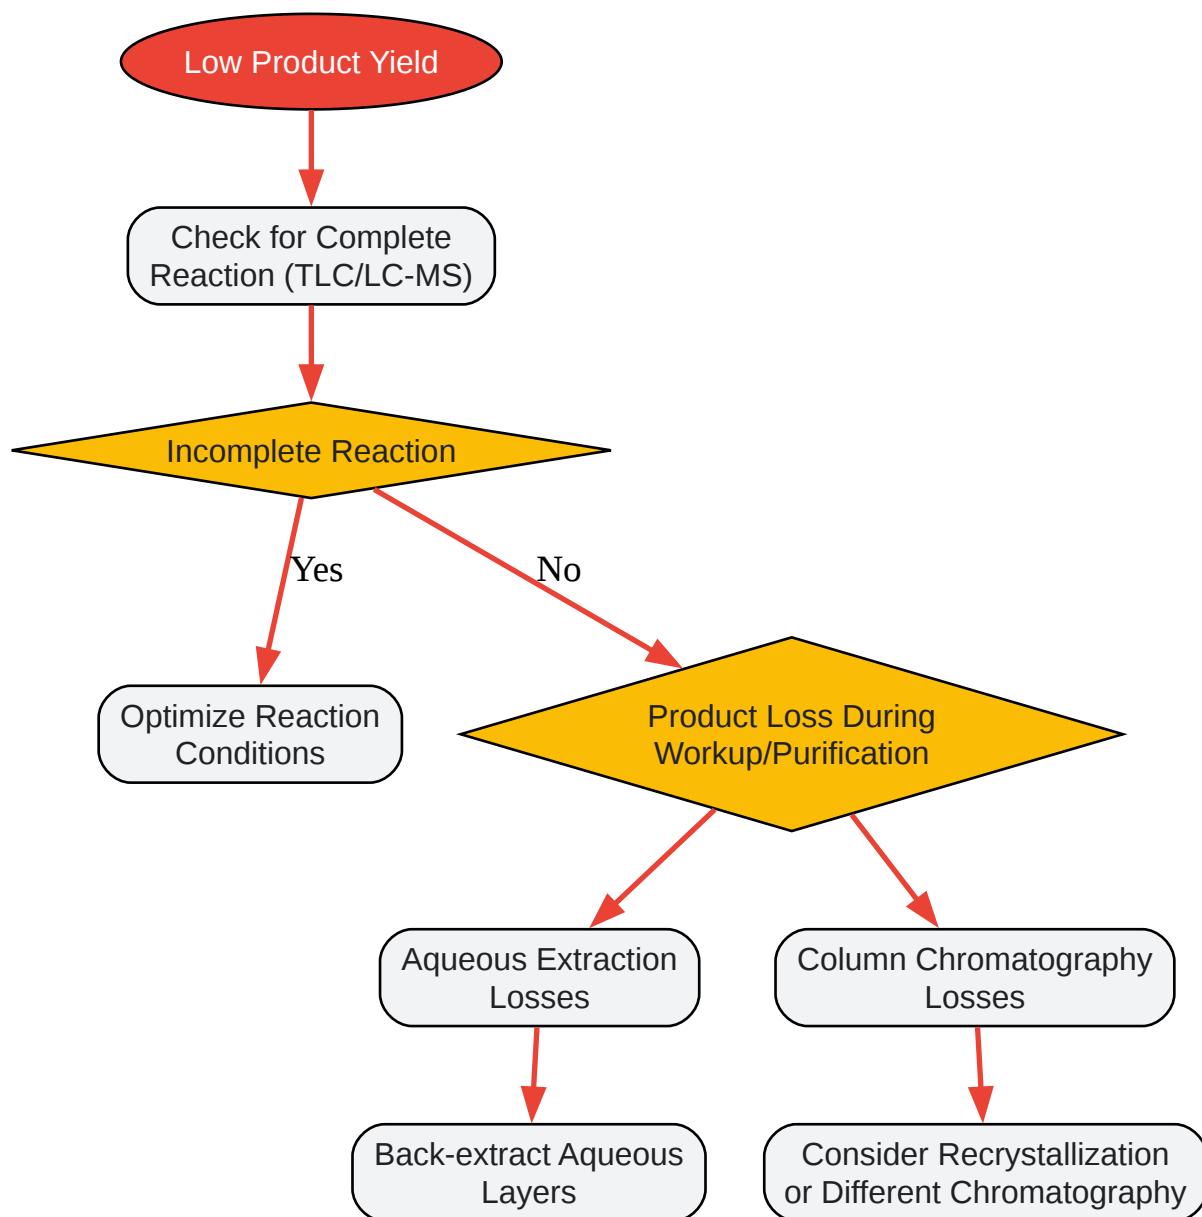 Low Product Yield
Check for Complete
Reaction (TLC/LC-MS)
Incomplete Reaction
Yes
No
Optimize Reaction
Conditions
Product Loss During
Workup/Purification
Aqueous Extraction
Losses
Column Chromatography
Losses
Back-extract Aqueous
Layers
Consider Recrystallization
or Different Chromatography